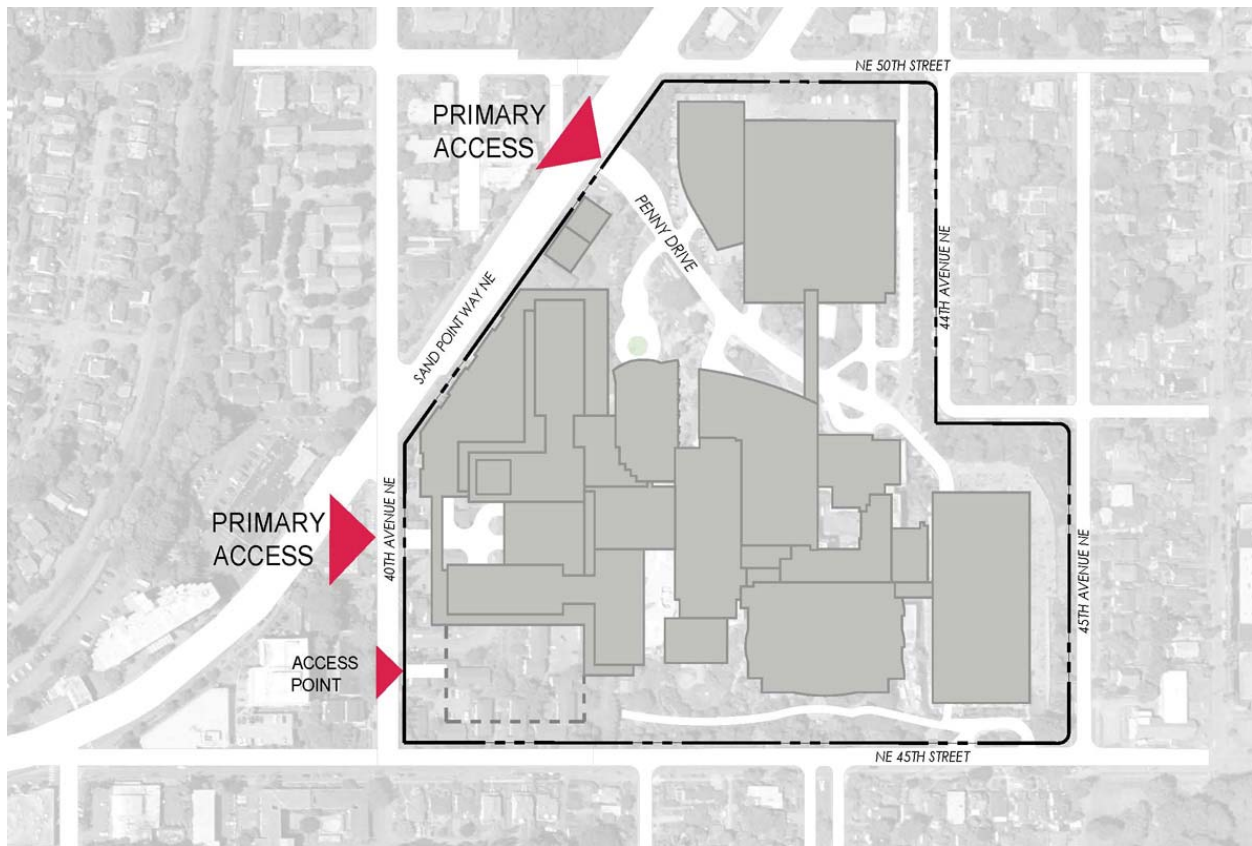 NE 50TH STREET
PRIMARY
ACCESS
PENNY DRIVE
SAND POINT WAY NE
44TH AVENUE NE
PRIMARY
ACCESS
40TH AVENUE NE
45TH AVENUE NE
ACCESS
POINT
NE 45TH STREET